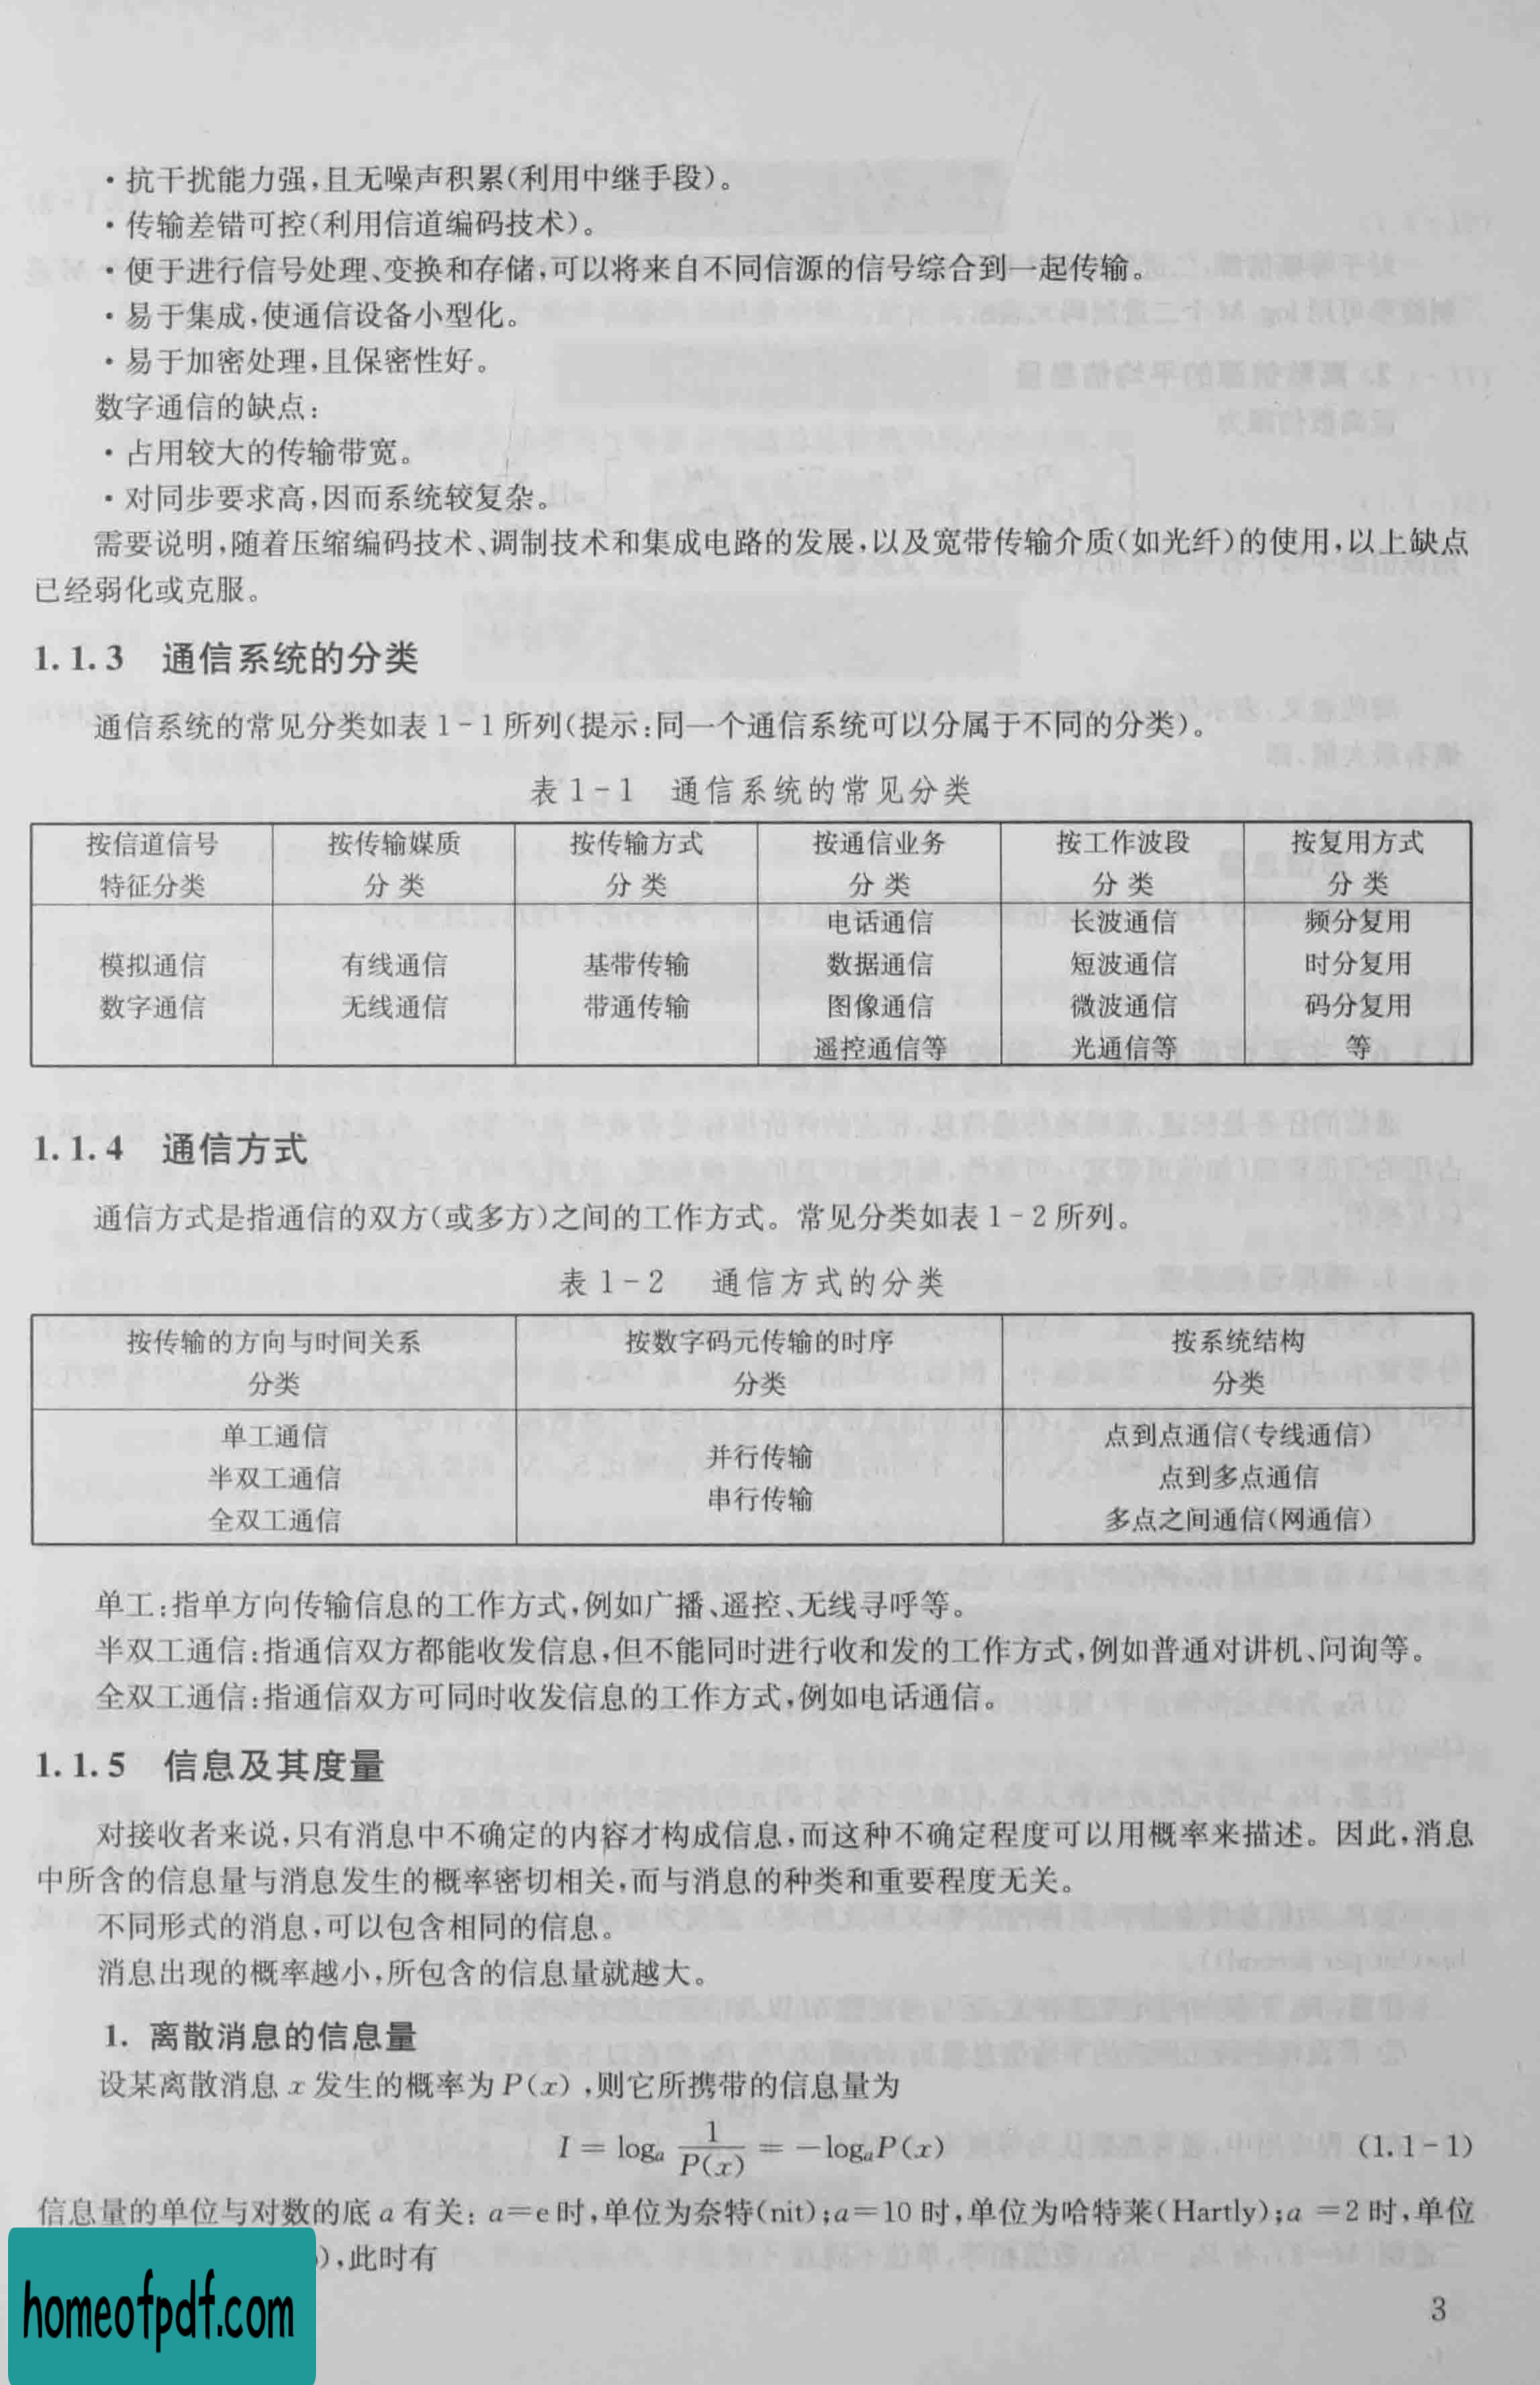 ·抗干扰能力强,且无噪声积累(利用中继手段)。
·传输差错可控(利用信道编码技术)。
·便于进行信号处理、变换和存储,可以将来自不同信源的信号综合到一起传输。
·易于集成,使通信设备小型化。
·易于加密处理,且保密性好。
数字通信的缺点:
·占用较大的传输带宽。
·对同步要求高,因而系统较复杂。
需要说明,随着压缩编码技术、调制技术和集成电路的发展,以及宽带传输介质(如光纤)的使用,以上缺点
已经弱化或克服。
1.1.3 通信系统的分类
通信系统的常见分类如表1-1所列(提示:同一个通信系统可以分属于不同的分类)。
表1-1 通信系统的常见分类
按信道信号 按传输媒质 按传输方式 按通信业务 按工作波段 按复用方式
特征分类 分类 分类 分类 分类 分类
电话通信 长波通信 频分复用
模拟通信 有线通信 基带传输 数据通信 短波通信 时分复用
数字通信 无线通信 带通传输 图像通信 微波通信 码分复用
遥控通信等 光通信等 等
1.1.4 通信方式
通信方式是指通信的双方(或多方)之间的工作方式。常见分类如表1-2所列。
表1-2 通信方式的分类
按传输的方向与时间关系 按数字码元传输的时序 按系统结构
分类 分类 分类
单工通信 点到点通信(专线通信)
并行传输
半双工通信 点到多点通信
串行传输
全双工通信 多点之间通信(网通信)
单工:指单方向传输信息的工作方式,例如广播、遥控、无线寻呼等。
半双工通信:指通信双方都能收发信息,但不能同时进行收和发的工作方式,例如普通对讲机、问询等。
全双工通信:指通信双方可同时收发信息的工作方式,例如电话通信。
1.1.5 信息及其度量
对接收者来说,只有消息中不确定的内容才构成信息,而这种不确定程度可以用概率来描述。因此,消息
中所含的信息量与消息发生的概率密切相关,而与消息的种类和重要程度无关。
不同形式的消息,可以包含相同的信息。
消息出现的概率越小,所包含的信息量就越大。
1. 离散消息的信息量
设某离散消息 x 发生的概率为 P(x),则它所携带的信息量为
I = logₐ 1/P(x) = −logₐP(x) (1.1-1)
信息量的单位与对数的底 a 有关: a=e时,单位为奈特(nit);a=10时,单位为哈特莱(Hartly);a =2时,单位
),此时有
homeofpdf.com
3